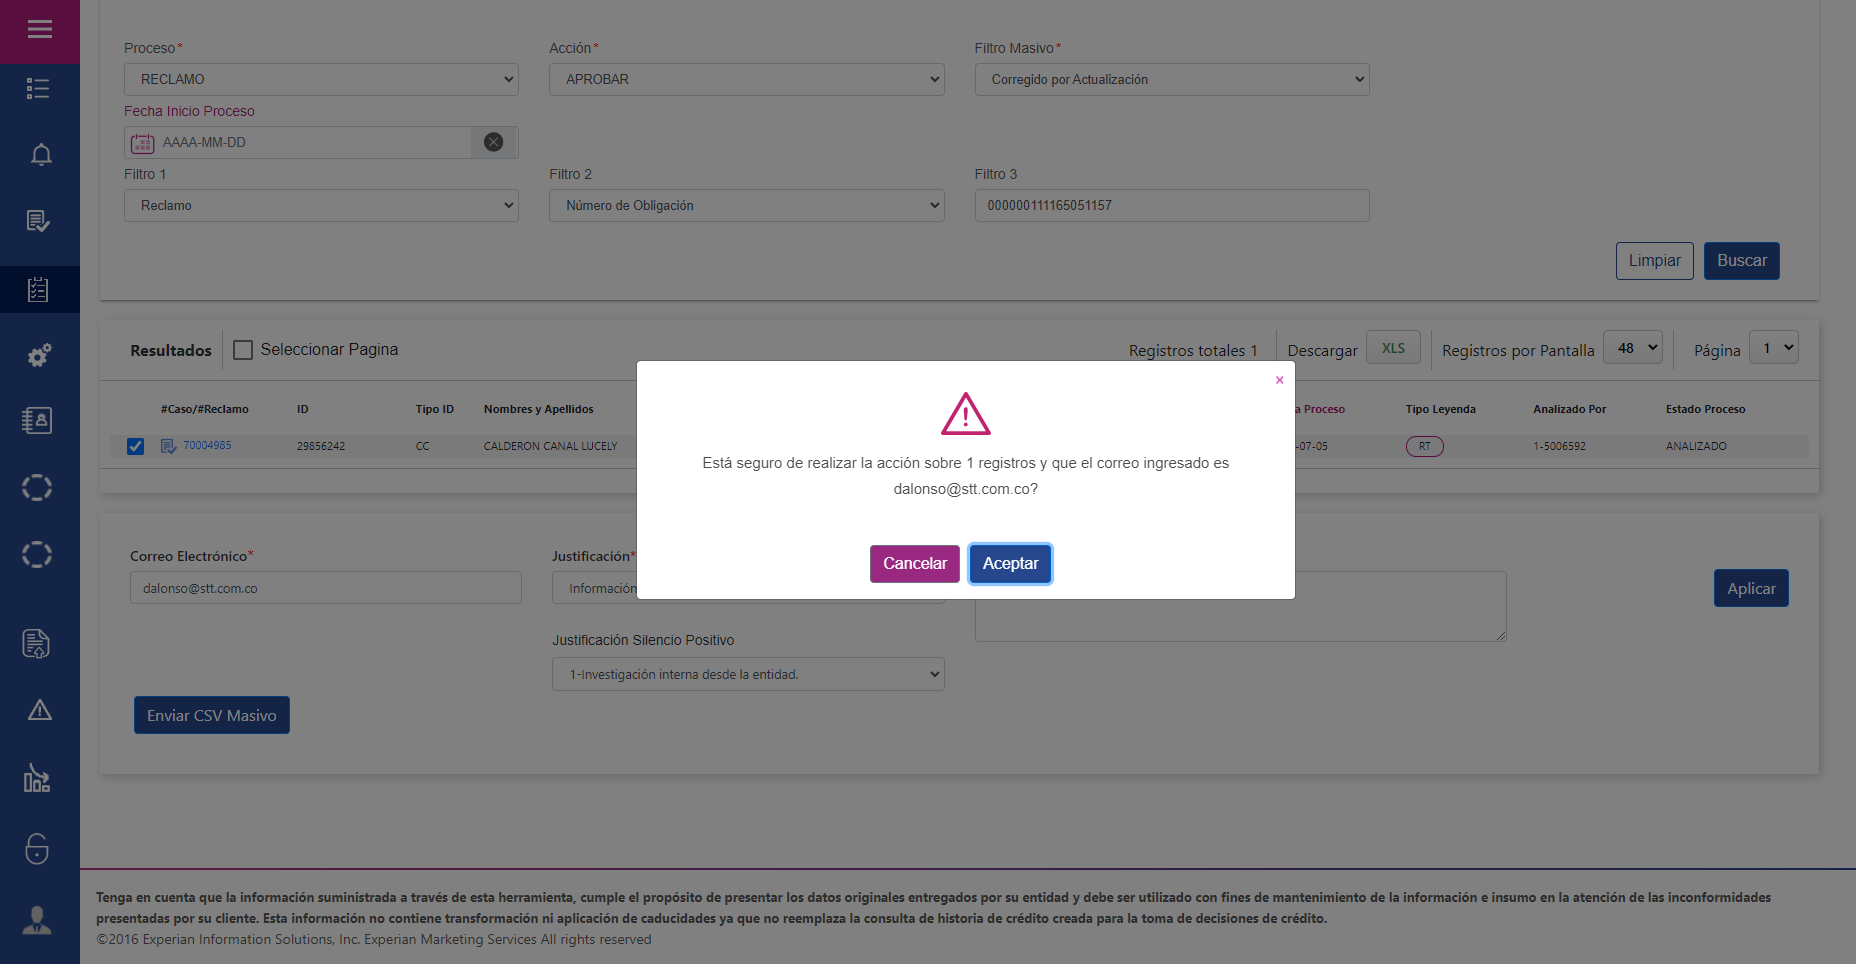 Proceso*
Acción*
Filtro Masivo*
RECLAMO
APROBAR
Corregido por Actualización
Fecha Inicio Proceso
AAAA-MM-DD
Filtro 1
Filtro 2
Filtro 3
Reclamo
Número de Obligación
000000111165051157
Limpiar
Buscar
Resultados
Seleccionar Pagina
Registros totales 1
Descargar
XLS
Registros por Pantalla
48
Página
1
#Caso/#Reclamo
ID
Tipo ID
Nombres y Apellidos
a Proceso
Tipo Leyenda
Analizado Por
Estado Proceso
70004985
29856242
CC
CALDERON CANAL LUCELY
-07-05
RT
1-5006592
ANALIZADO
×
Está seguro de realizar la acción sobre 1 registros y que el correo ingresado es
dalonso@stt.com.co?
Cancelar
Aceptar
Correo Electrónico*
Justificación*
dalonso@stt.com.co
Información
Aplicar
Justificación Silencio Positivo
1-Investigación interna desde la entidad.
Enviar CSV Masivo
Tenga en cuenta que la información suministrada a través de esta herramienta, cumple el propósito de presentar los datos originales entregados por su entidad y debe ser utilizado con fines de mantenimiento de la información e insumo en la atención de las inconformidades
presentadas por su cliente. Esta información no contiene transformación ni aplicación de caducidades ya que no reemplaza la consulta de historia de crédito creada para la toma de decisiones de crédito.
©2016 Experian Information Solutions, Inc. Experian Marketing Services All rights reserved